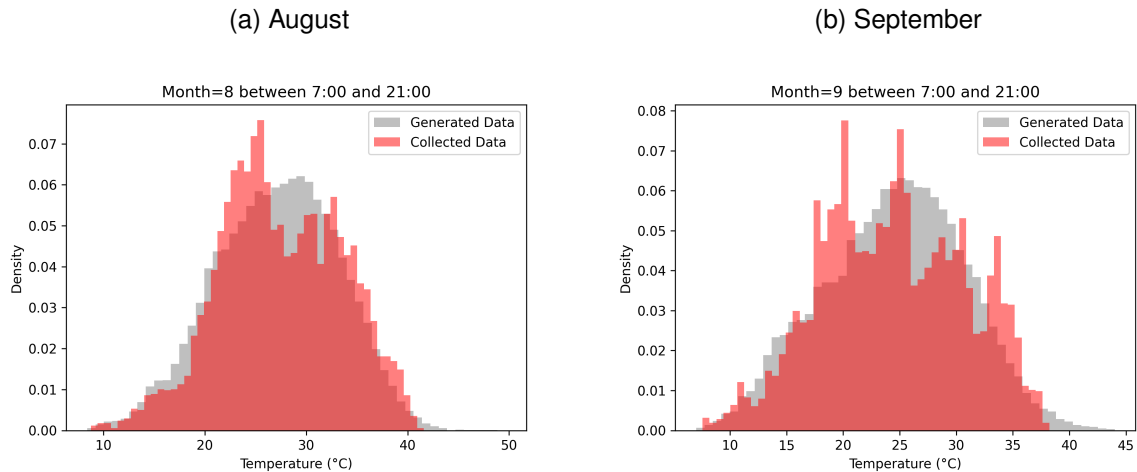 (a) August
Month=8 between 7:00 and 21:00
Generated Data
Collected Data
Density
0.07
0.06
0.05
0.04
0.03
0.02
0.01
0.00
10 20 30 40 50
Temperature (°C)
(b) September
Month=9 between 7:00 and 21:00
Generated Data
Collected Data
Density
0.08
0.07
0.06
0.05
0.04
0.03
0.02
0.01
0.00
10 15 20 25 30 35 40 45
Temperature (°C)